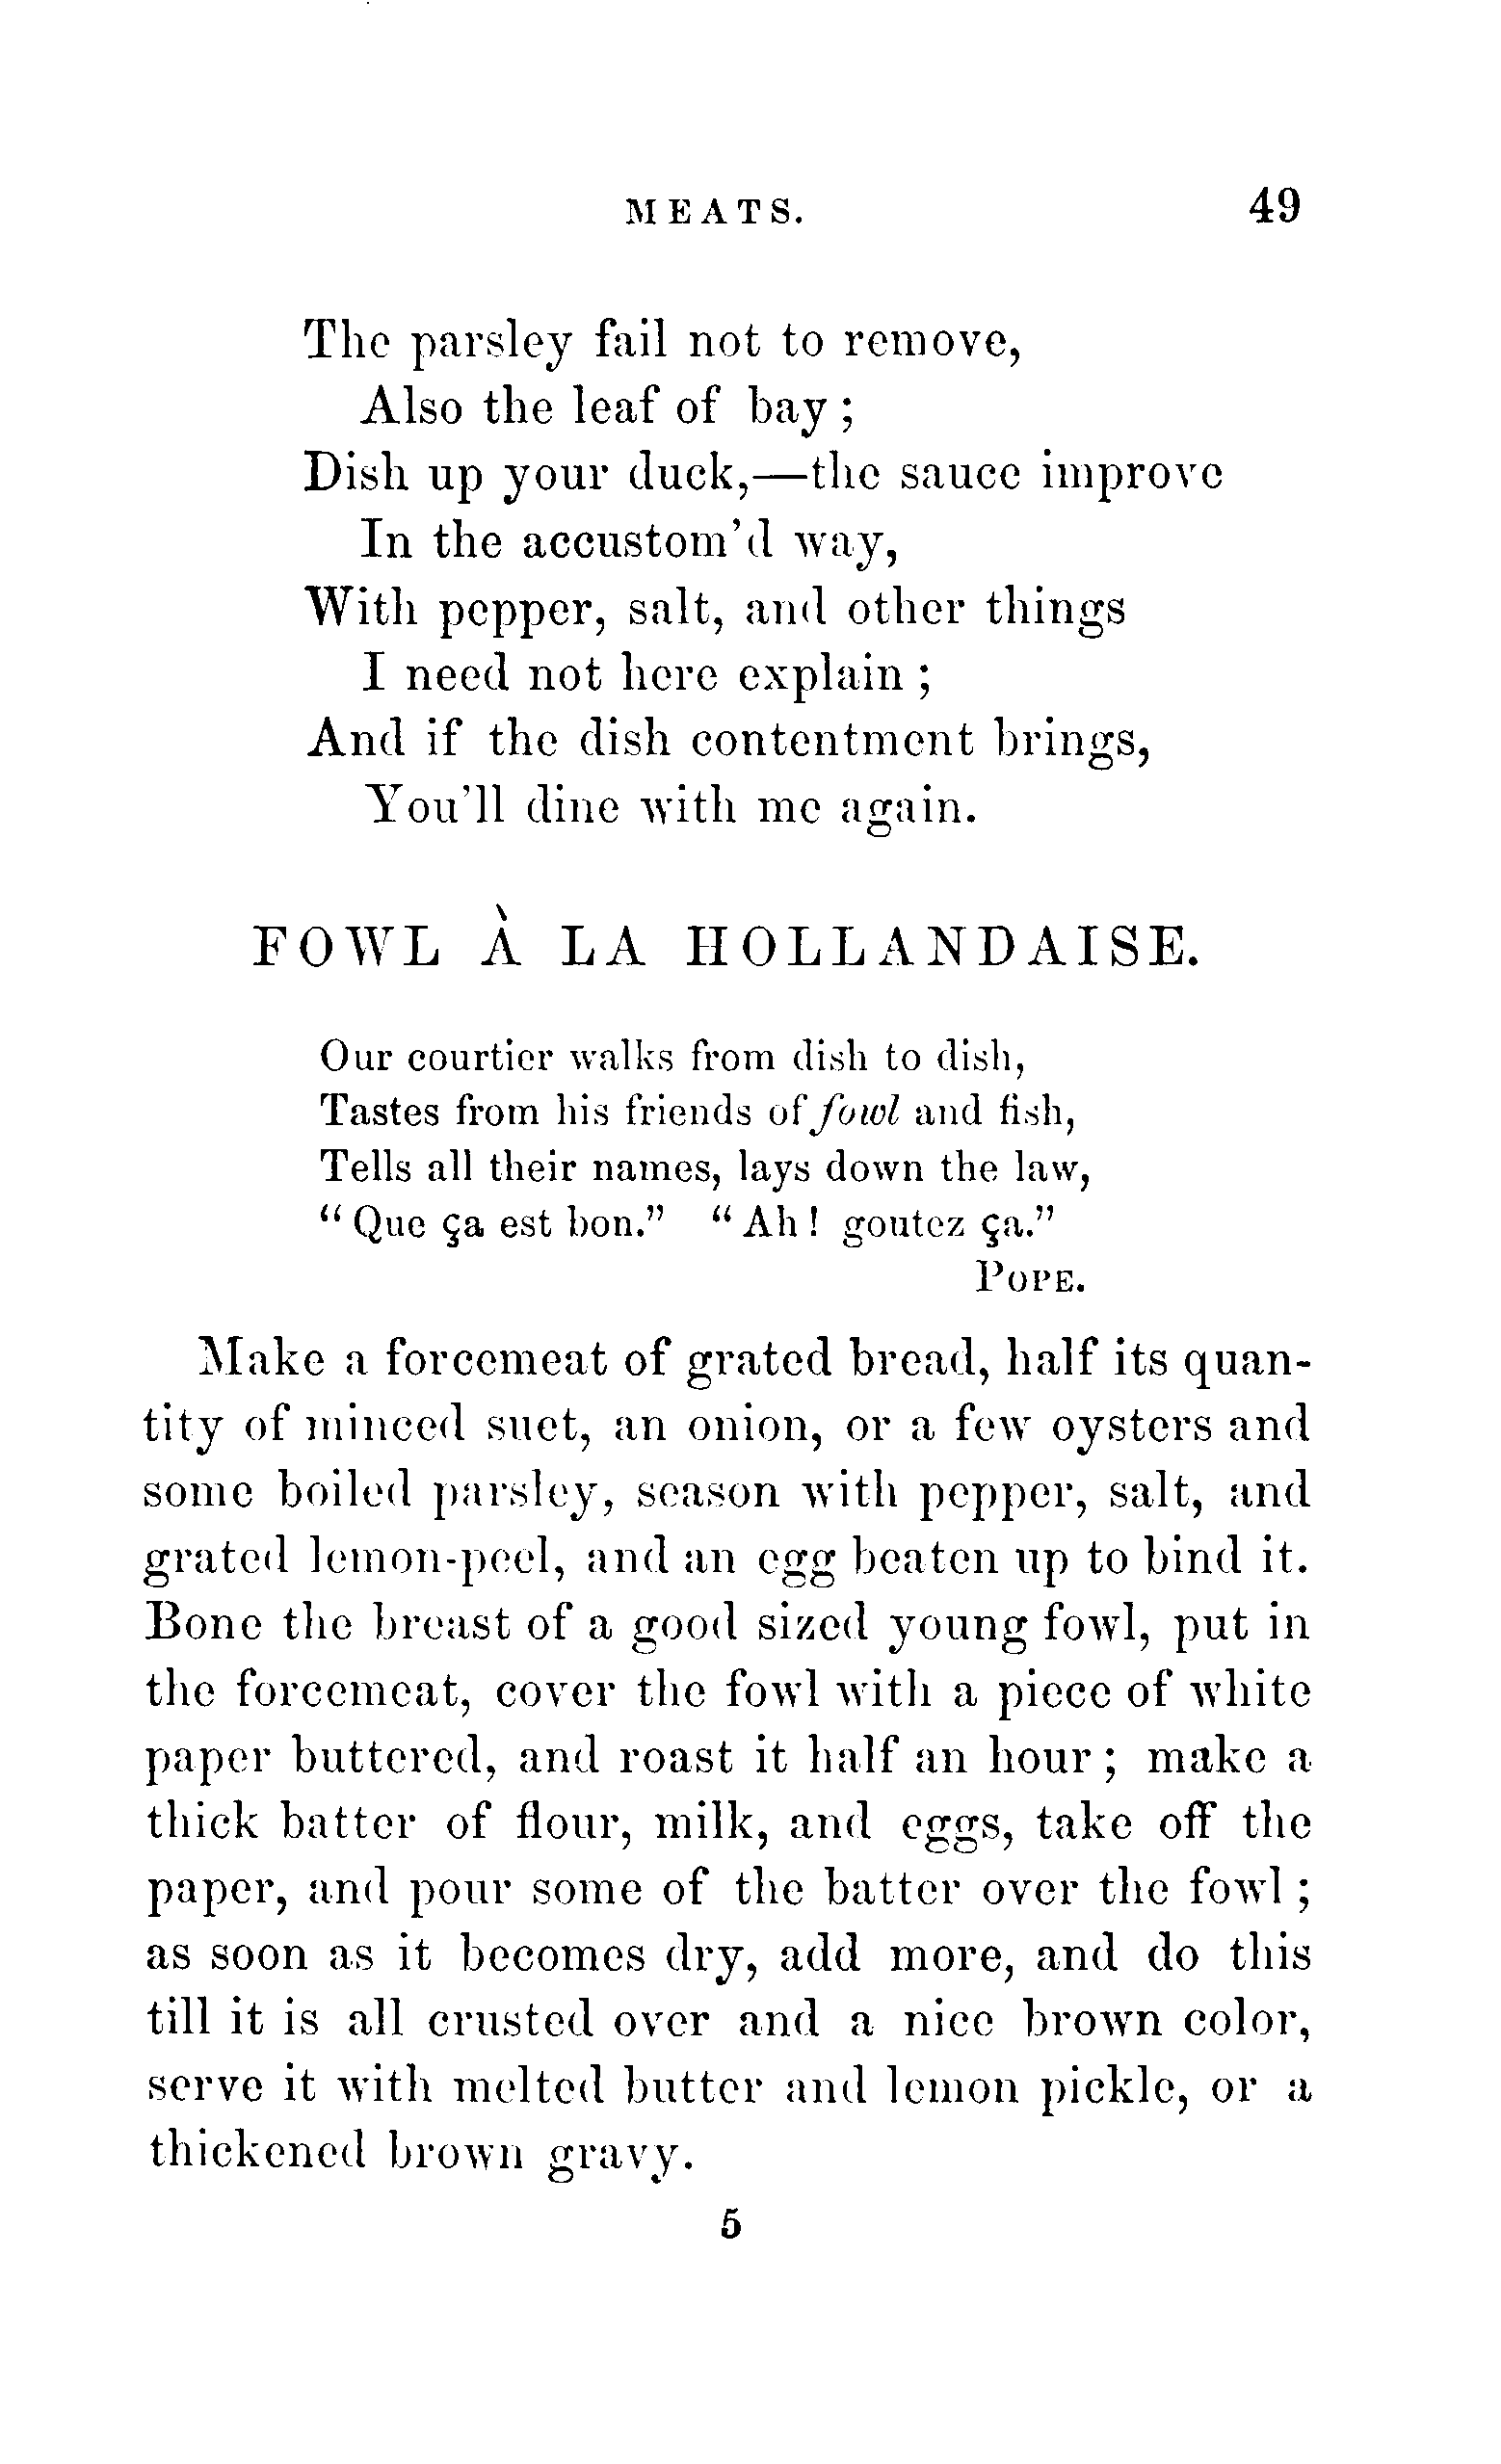 MEATS. 49
The parsley fail not to remove,
Also the leaf of bay;
Dish up your duck,—the sauce improve
In the accustom'd way,
With pepper, salt, and other things
I need not here explain;
And if the dish contentment brings,
You'll dine with me again.
FOWL À LA HOLLANDAISE.
Our courtier walks from dish to dish,
Tastes from his friends of fowl and fish,
Tells all their names, lays down the law,
"Que ça est bon." "Ah! goutez ça."
POPE.
Make a forcemeat of grated bread, half its quan-
tity of minced suet, an onion, or a few oysters and
some boiled parsley, season with pepper, salt, and
grated lemon-peel, and an egg beaten up to bind it.
Bone the breast of a good sized young fowl, put in
the forcemeat, cover the fowl with a piece of white
paper buttered, and roast it half an hour; make a
thick batter of flour, milk, and eggs, take off the
paper, and pour some of the batter over the fowl;
as soon as it becomes dry, add more, and do this
till it is all crusted over and a nice brown color,
serve it with melted butter and lemon pickle, or a
thickened brown gravy.
5